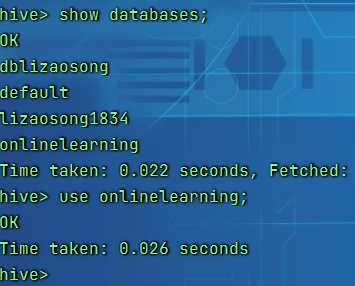 hive> show databases;
OK
dblizaosong
default
lizaosong1834
onlinelearning
Time taken: 0.022 seconds, Fetched:
hive> use onlinelearning;
OK
Time taken: 0.026 seconds
hive>